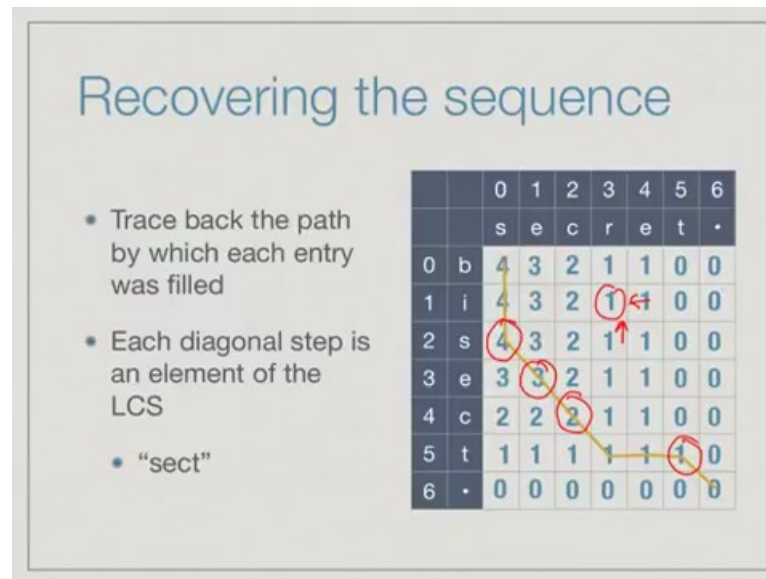 Recovering the sequence
• Trace back the path
by which each entry
was filled
• Each diagonal step is
an element of the
LCS
• “sect”
0 1 2 3 4 5 6
s e c r e t •
0 b 4 3 2 1 1 0 0
1 i 4 3 2 1 1 0 0
2 s 4 3 2 1 1 0 0
3 e 3 3 2 1 1 0 0
4 c 2 2 2 1 1 0 0
5 t 1 1 1 1 1 1 0
6 • 0 0 0 0 0 0 0